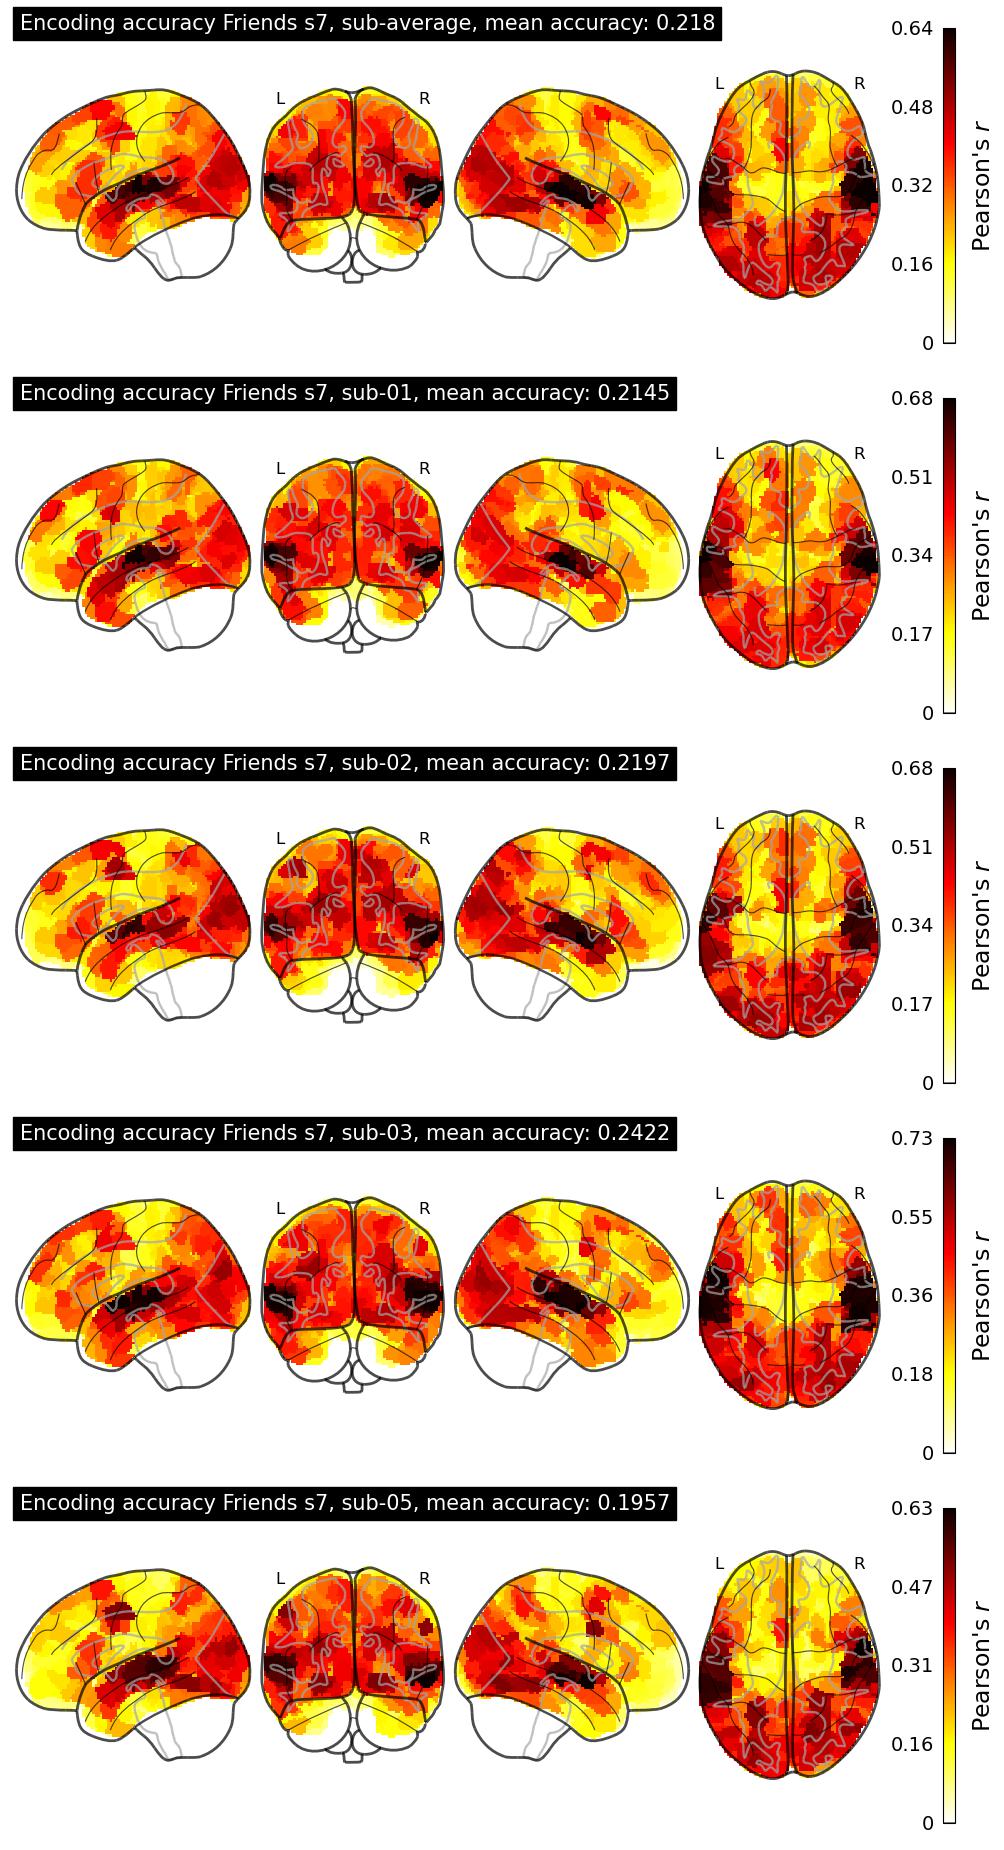 Encoding accuracy Friends s7, sub-average, mean accuracy: 0.218
L R L R
0.64
0.48
0.32
0.16
0
Pearson's r
Encoding accuracy Friends s7, sub-01, mean accuracy: 0.2145
L R L R
0.68
0.51
0.34
0.17
0
Pearson's r
Encoding accuracy Friends s7, sub-02, mean accuracy: 0.2197
L R L R
0.68
0.51
0.34
0.17
0
Pearson's r
Encoding accuracy Friends s7, sub-03, mean accuracy: 0.2422
L R L R
0.73
0.55
0.36
0.18
0
Pearson's r
Encoding accuracy Friends s7, sub-05, mean accuracy: 0.1957
L R L R
0.63
0.47
0.31
0.16
0
Pearson's r